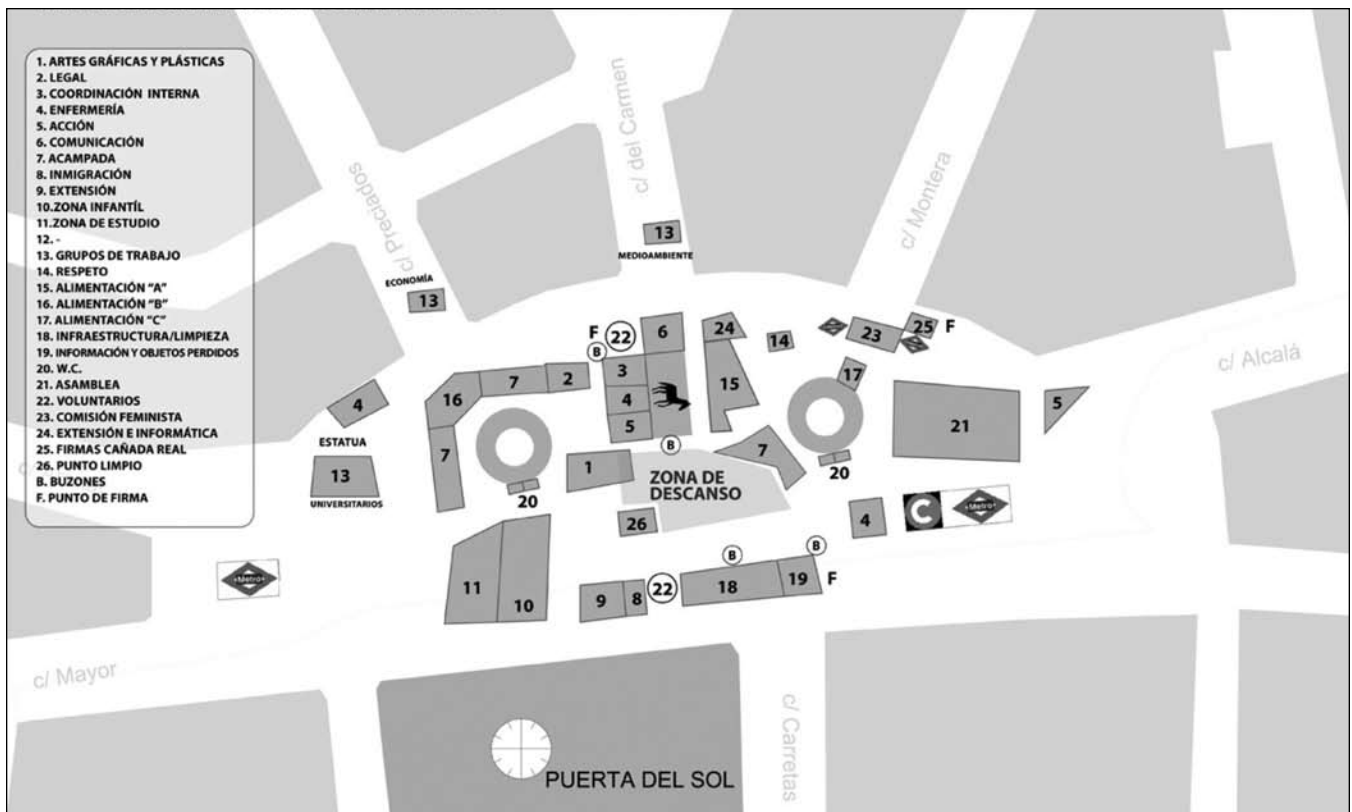 1. ARTES GRÁFICAS Y PLÁSTICAS
2. LEGAL
3. COORDINACIÓN INTERNA
4. ENFERMERÍA
5. ACCIÓN
6. COMUNICACIÓN
7. ACAMPADA
8. INMIGRACIÓN
9. EXTENSIÓN
10.ZONA INFANTÍL
11.ZONA DE ESTUDIO
12. -
13. GRUPOS DE TRABAJO
14. RESPETO
15. ALIMENTACIÓN "A"
16. ALIMENTACIÓN "B"
17. ALIMENTACIÓN "C"
18. INFRAESTRUCTURA/LIMPIEZA
19. INFORMACIÓN Y OBJETOS PERDIDOS
20. W.C.
21. ASAMBLEA
22. VOLUNTARIOS
23. COMISIÓN FEMINISTA
24. EXTENSIÓN E INFORMÁTICA
25. FIRMAS CAÑADA REAL
26. PUNTO LIMPIO
B. BUZONES
F. PUNTO DE FIRMA
c/ Preciados
c/ del Carmen
c/ Montera
c/ Alcalá
13
MEDIOAMBIENTE
ECONOMÍA
13
F
22
B
6
24
14
23
25
F
3
2
7
16
4
4
15
17
5
21
5
7
ESTATUA
13
UNIVERSITARIOS
1
B
7
20
20
ZONA DE
DESCANSO
26
4
C
Metro
Metro
11
10
9
8
22
B
18
B
19
F
c/ Mayor
c/ Carretas
PUERTA DEL SOL